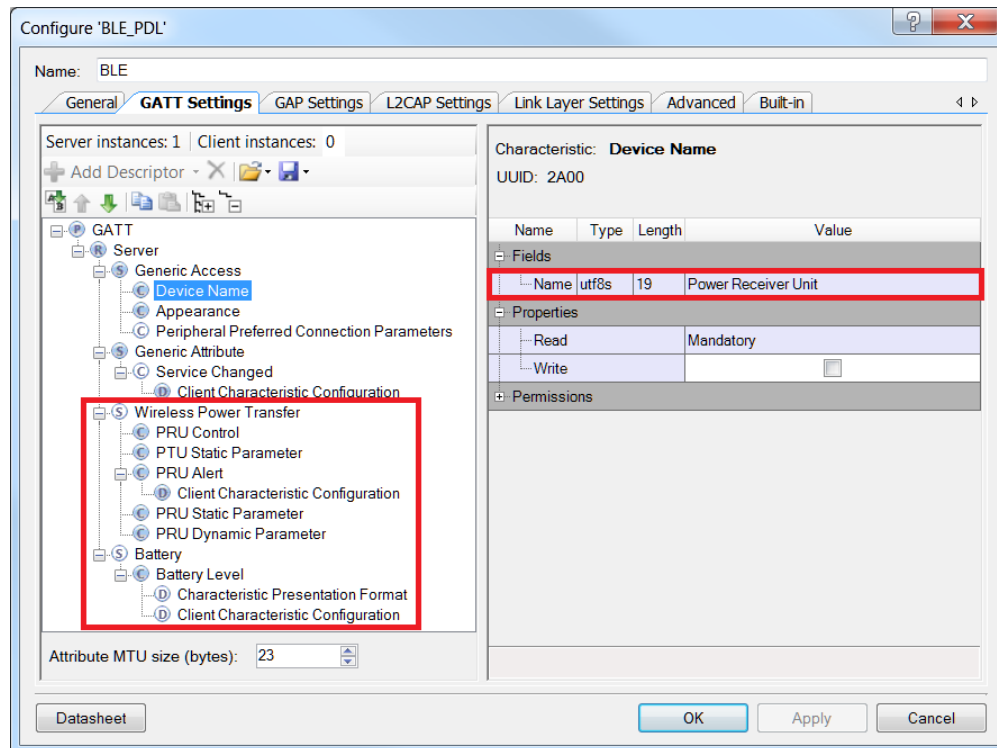 Configure 'BLE_PDL'
Name: BLE
General GATT Settings GAP Settings L2CAP Settings Link Layer Settings Advanced Built-in
Server instances: 1 Client instances: 0
Add Descriptor
GATT
Server
Generic Access
Device Name
Appearance
Peripheral Preferred Connection Parameters
Generic Attribute
Service Changed
Client Characteristic Configuration
Wireless Power Transfer
PRU Control
PTU Static Parameter
PRU Alert
Client Characteristic Configuration
PRU Static Parameter
PRU Dynamic Parameter
Battery
Battery Level
Characteristic Presentation Format
Client Characteristic Configuration
Attribute MTU size (bytes): 23
Characteristic: Device Name
UUID: 2A00
Name Type Length Value
Fields
Name utf8s 19 Power Receiver Unit
Properties
Read Mandatory
Write
Permissions
Datasheet OK Apply Cancel